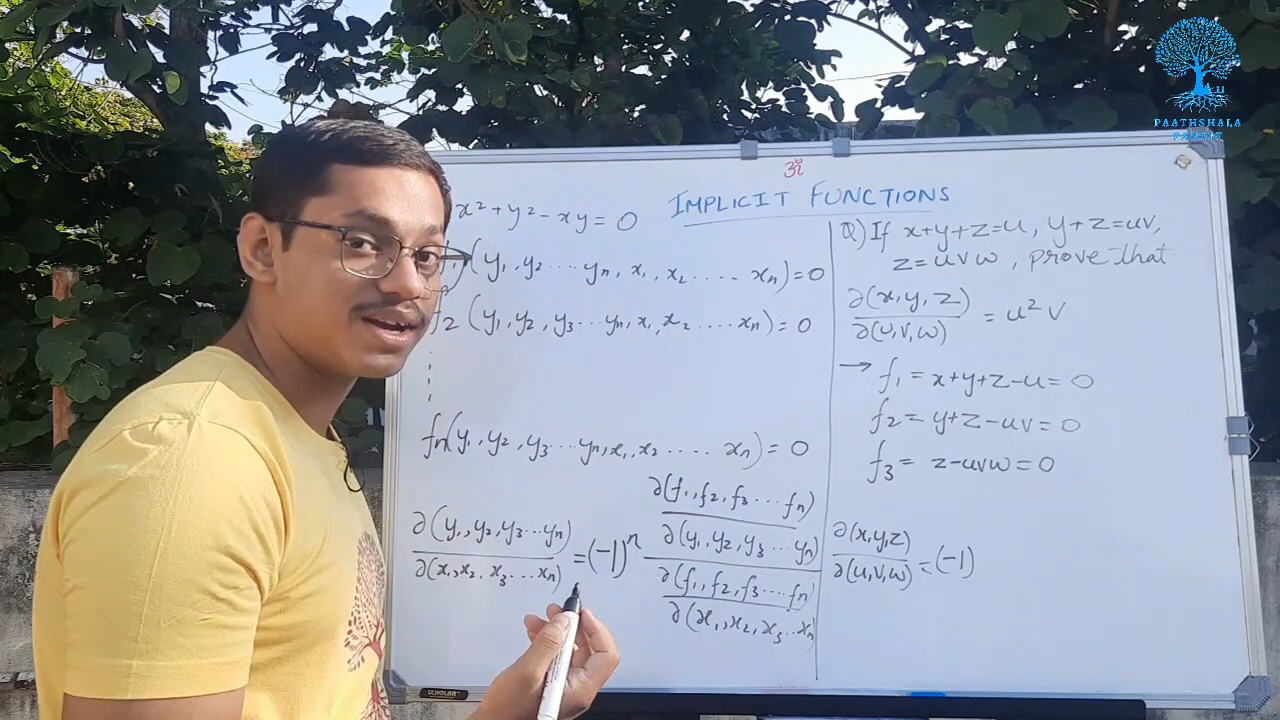 ॐ
IMPLICIT FUNCTIONS
x² + y² - xy = 0
(y₁, y₂ .... yn, x₁, x₂ ..... xn) = 0
f₂ (y₁, y₂, y₃ ... yn, x₁, x₂ ..... xn) = 0
fn(y₁, y₂, y₃ ... yn, x₁, x₂ ..... xn) = 0
∂(y₁, y₂, y₃ ... yn) / ∂(x₁, x₂, x₃ ... xn) = (-1)ⁿ ∂(f₁, f₂, f₃ .... fn) / ∂(y₁, y₂, y₃ ... yn) / ∂(f₁, f₂, f₃ ... fn) / ∂(x₁, x₂, x₃ .. xn)
Q) If x+y+z=u, y+z=uv,
z=uvw, prove that
∂(x, y, z) / ∂(u, v, w) = u² v
→ f₁ = x+y+z-u=0
f₂ = y+z-uv=0
f₃ = z-uvw=0
∂(x,y,z) / ∂(u,v,w) = (-1)
PAATHSHALA
SCHOLAR